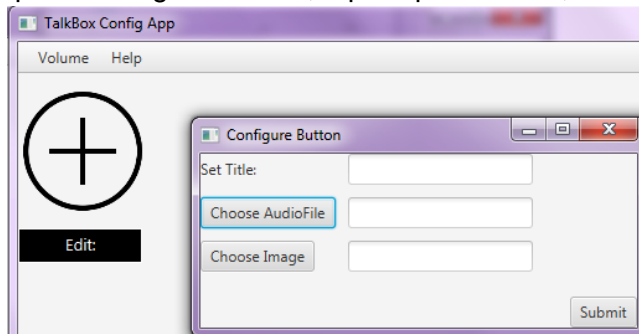 TalkBox Config App
Volume Help
Configure Button
Set Title:
Choose AudioFile
Edit:
Choose Image
Submit